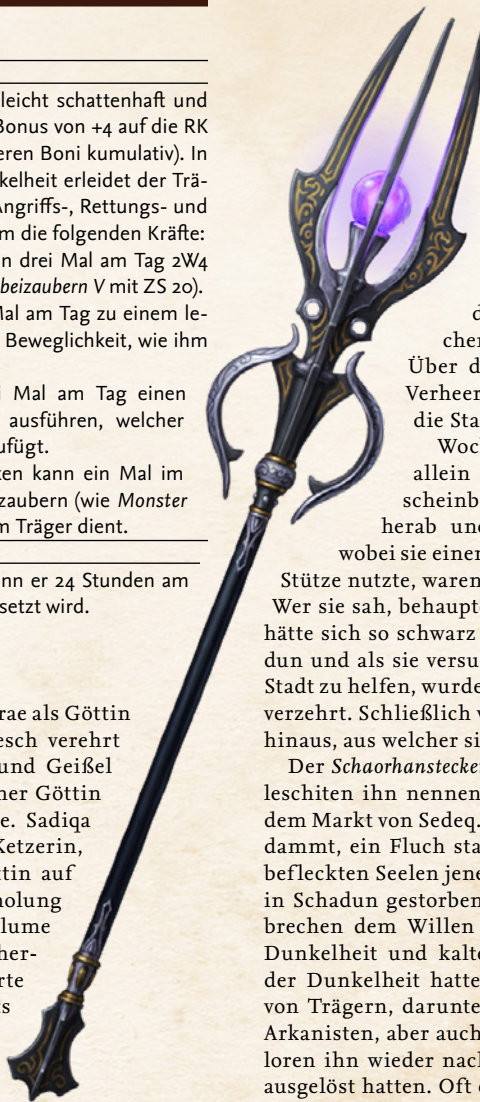 leicht schattenhaft und
Bonus von +4 auf die RK
eren Boni kumulativ). In
kelheit erleidet der Trä-
Angriffs-, Rettungs- und
m die folgenden Kräfte:
n drei Mal am Tag 2W4
beizaubern V mit ZS 20).
Mal am Tag zu einem le-
Beweglichkeit, wie ihm
i Mal am Tag einen
ausführen, welcher
ufügt.
ken kann ein Mal im
zaubern (wie Monster
m Träger dient.
nn er 24 Stunden am
setzt wird.
rae als Göttin
esch verehrt
und Geißel
ner Göttin
e. Sadiqa
Ketzerin,
ttin auf
holung
lume
her-
rte
ts
d
cher
Über d
Verheer
die Sta
Woc
allein
scheinb
herab und
wobei sie einer
Stütze nutzte, waren
Wer sie sah, behaupte
hätte sich so schwarz
dun und als sie versu
Stadt zu helfen, wurde
verzehrt. Schließlich v
hinaus, aus welcher si
Der Schaorhanstecke
leschiten ihn nennen
dem Markt von Sedeq.
dammt, ein Fluch sta
befleckten Seelen jene
in Schadun gestorben
brechen dem Willen
Dunkelheit und kalte
der Dunkelheit hatte
von Trägern, darunte
Arkanisten, aber auch
loren ihn wieder nach
ausgelöst hatten. Oft